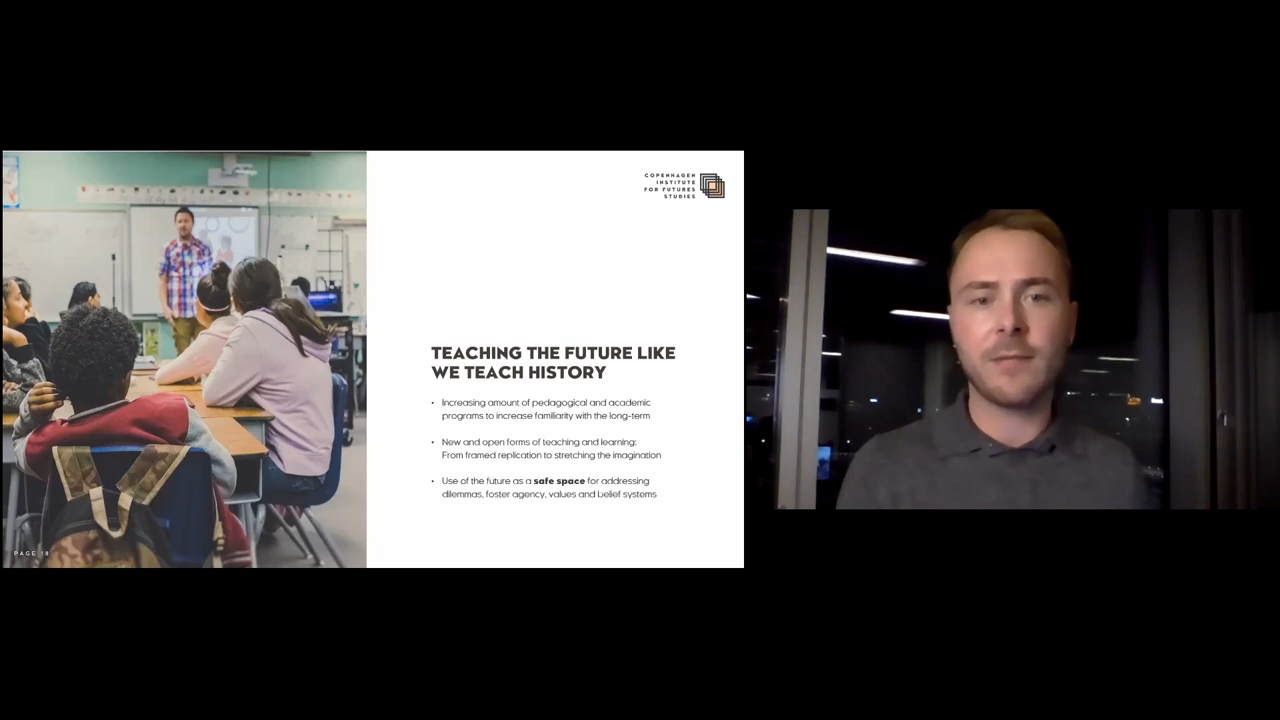 COPENHAGEN
INSTITUTE
FOR FUTURES
STUDIES
TEACHING THE FUTURE LIKE
WE TEACH HISTORY
• Increasing amount of pedagogical and academic
programs to increase familiarity with the long-term
• New and open forms of teaching and learning:
From framed replication to stretching the imagination
• Use of the future as a safe space for addressing
dilemmas, foster agency, values and belief systems
PAGE 18